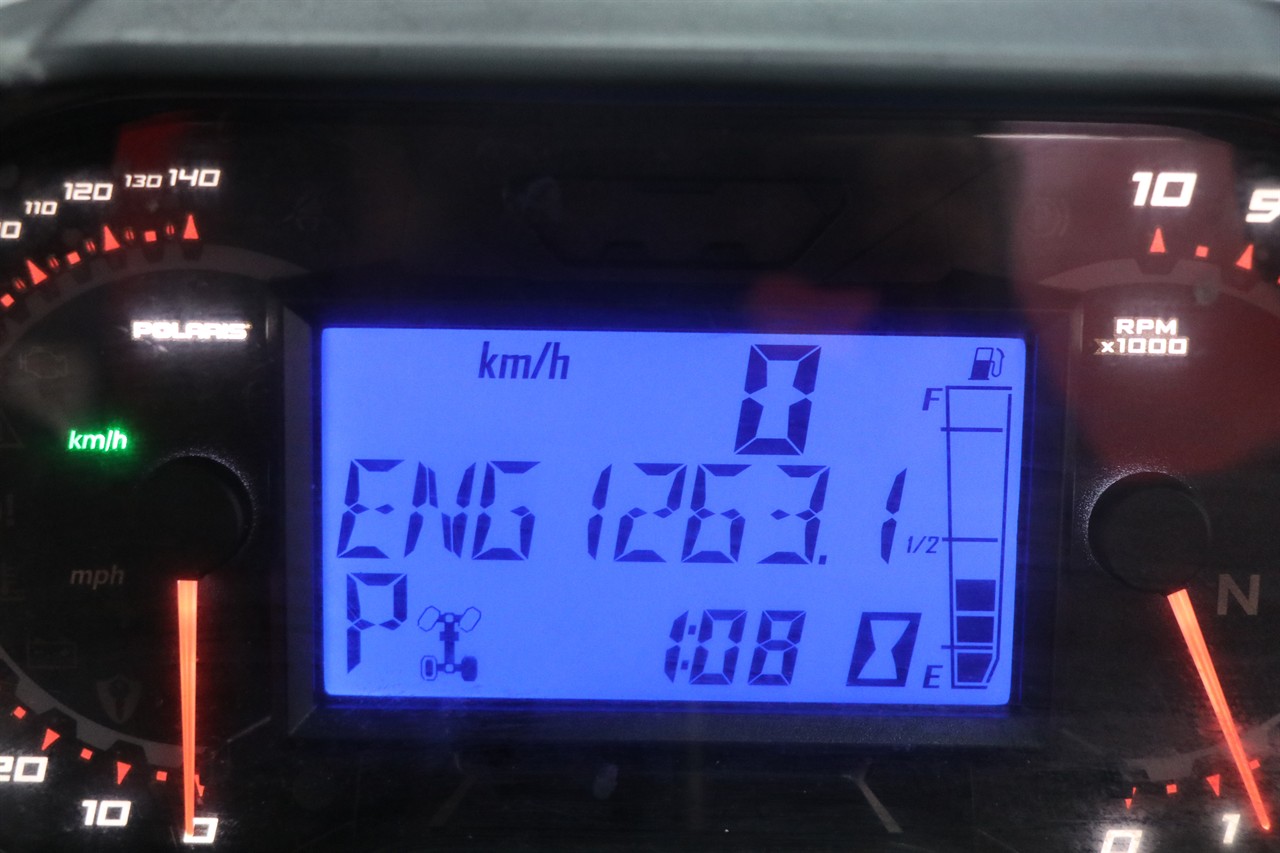 130 140
120
110
10 9
POLARIS
RPM
x1000
km/h
mph
20
10
0
km/h 0
F
ENG 1263.1
1/2
P 1:08
E
N
0 1